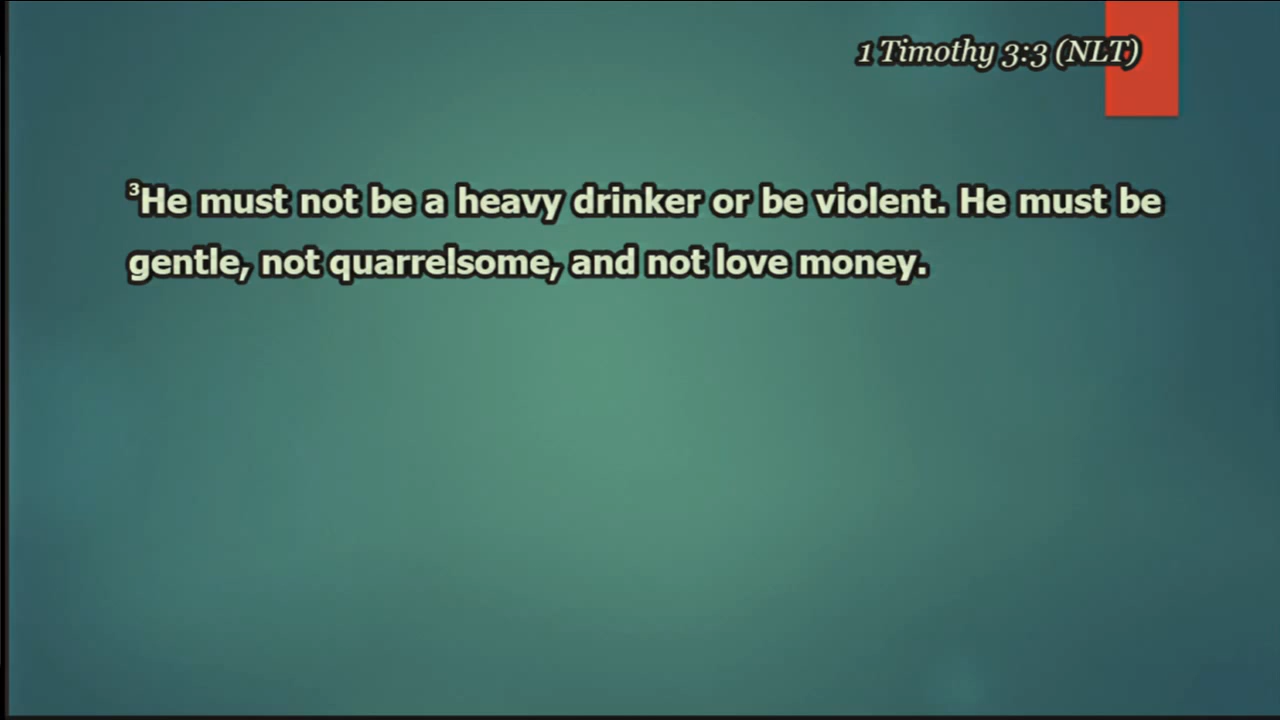 1 Timothy 3:3 (NLT)
³He must not be a heavy drinker or be violent. He must be
gentle, not quarrelsome, and not love money.